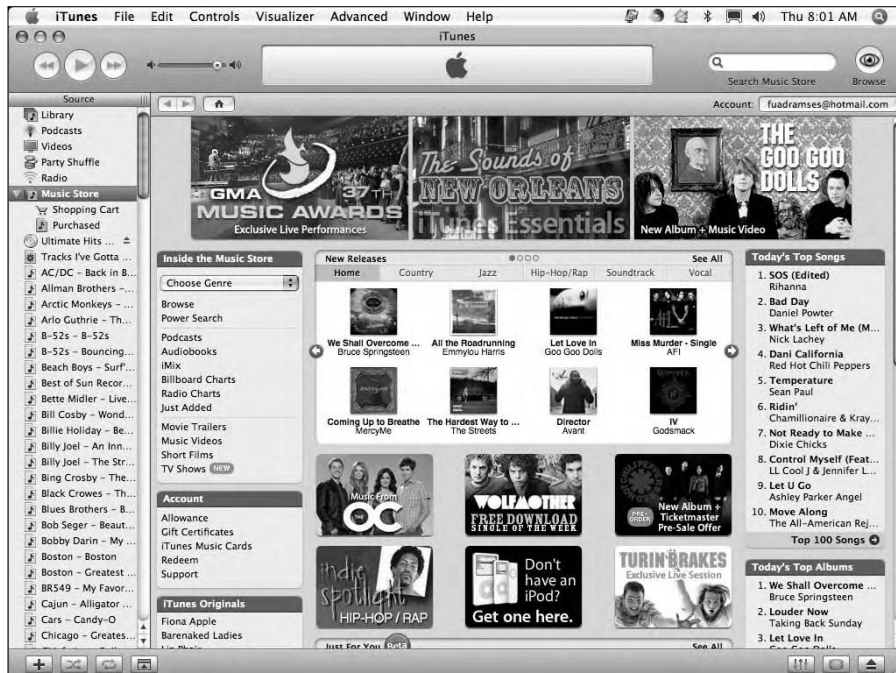 iTunes File Edit Controls Visualizer Advanced Window Help Thu 8:01 AM
iTunes
Search Music Store
Browse
Source
Account: fuadramses@hotmail.com
Library
Podcasts
Videos
Party Shuffle
Radio
Music Store
Shopping Cart
Purchased
Ultimate Hits ...
Tracks I've Gotta ...
AC/DC - Back in B...
Allman Brothers - ...
Arctic Monkeys - ...
Arlo Guthrie - Th...
B-52s - B-52s
B-52s - Bouncing...
Beach Boys - Surf'...
Best of Sun Recor...
Bette Midler - Live...
Bill Cosby - Wond...
Billie Holiday - Be...
Billy Joel - An Inn...
Billy Joel - The Str...
Bing Crosby - The...
Black Crowes - Th...
Blues Brothers - B...
Bob Seger - Beaut...
Bobby Darin - My ...
Boston - Boston
Boston - Greatest ...
BR549 - My Favor...
Cajun - Alligator ...
Cars - Candy-O
Chicago - Greates...
GMA 37TH
MUSIC AWARDS
Exclusive Live Performances
The Sounds of
NEW ORLEANS
iTunes Essentials
THE
GOO GOO
DOLLS
New Album + Music Video
Inside the Music Store
Choose Genre
Browse
Power Search
Podcasts
Audiobooks
iMix
Billboard Charts
Radio Charts
Just Added
Movie Trailers
Music Videos
Short Films
TV Shows NEW
Account
Allowance
Gift Certificates
iTunes Music Cards
Redeem
Support
iTunes Originals
Fiona Apple
Barenaked Ladies
Liz Phair
New Releases See All
Home Country Jazz Hip-Hop/Rap Soundtrack Vocal
We Shall Overcome ...
Bruce Springsteen
All the Roadrunning
Emmylou Harris
Let Love In
Goo Goo Dolls
Miss Murder - Single
AFI
Coming Up to Breathe
MercyMe
The Hardest Way to ...
The Streets
Director
Avant
IV
Godsmack
Music From
THE OC
WOLFMOTHER
FREE DOWNLOAD
SINGLE OF THE WEEK
PRE-ORDER
New Album +
Ticketmaster
Pre-Sale Offer
indie
spotlight
HIP-HOP / RAP
Don't
have an
iPod?
Get one here.
TURIN BRAKES
Exclusive Live Session
Just For You Beta See All
Today's Top Songs
1. SOS (Edited)
Rihanna
2. Bad Day
Daniel Powter
3. What's Left of Me (M...
Nick Lachey
4. Dani California
Red Hot Chili Peppers
5. Temperature
Sean Paul
6. Ridin'
Chamillionaire & Kray...
7. Not Ready to Make ...
Dixie Chicks
8. Control Myself (Feat...
LL Cool J & Jennifer L...
9. Let U Go
Ashley Parker Angel
10. Move Along
The All-American Rej...
Top 100 Songs
Today's Top Albums
1. We Shall Overcome ...
Bruce Springsteen
2. Louder Now
Taking Back Sunday
3. Let Love In
Goo Goo Dolls